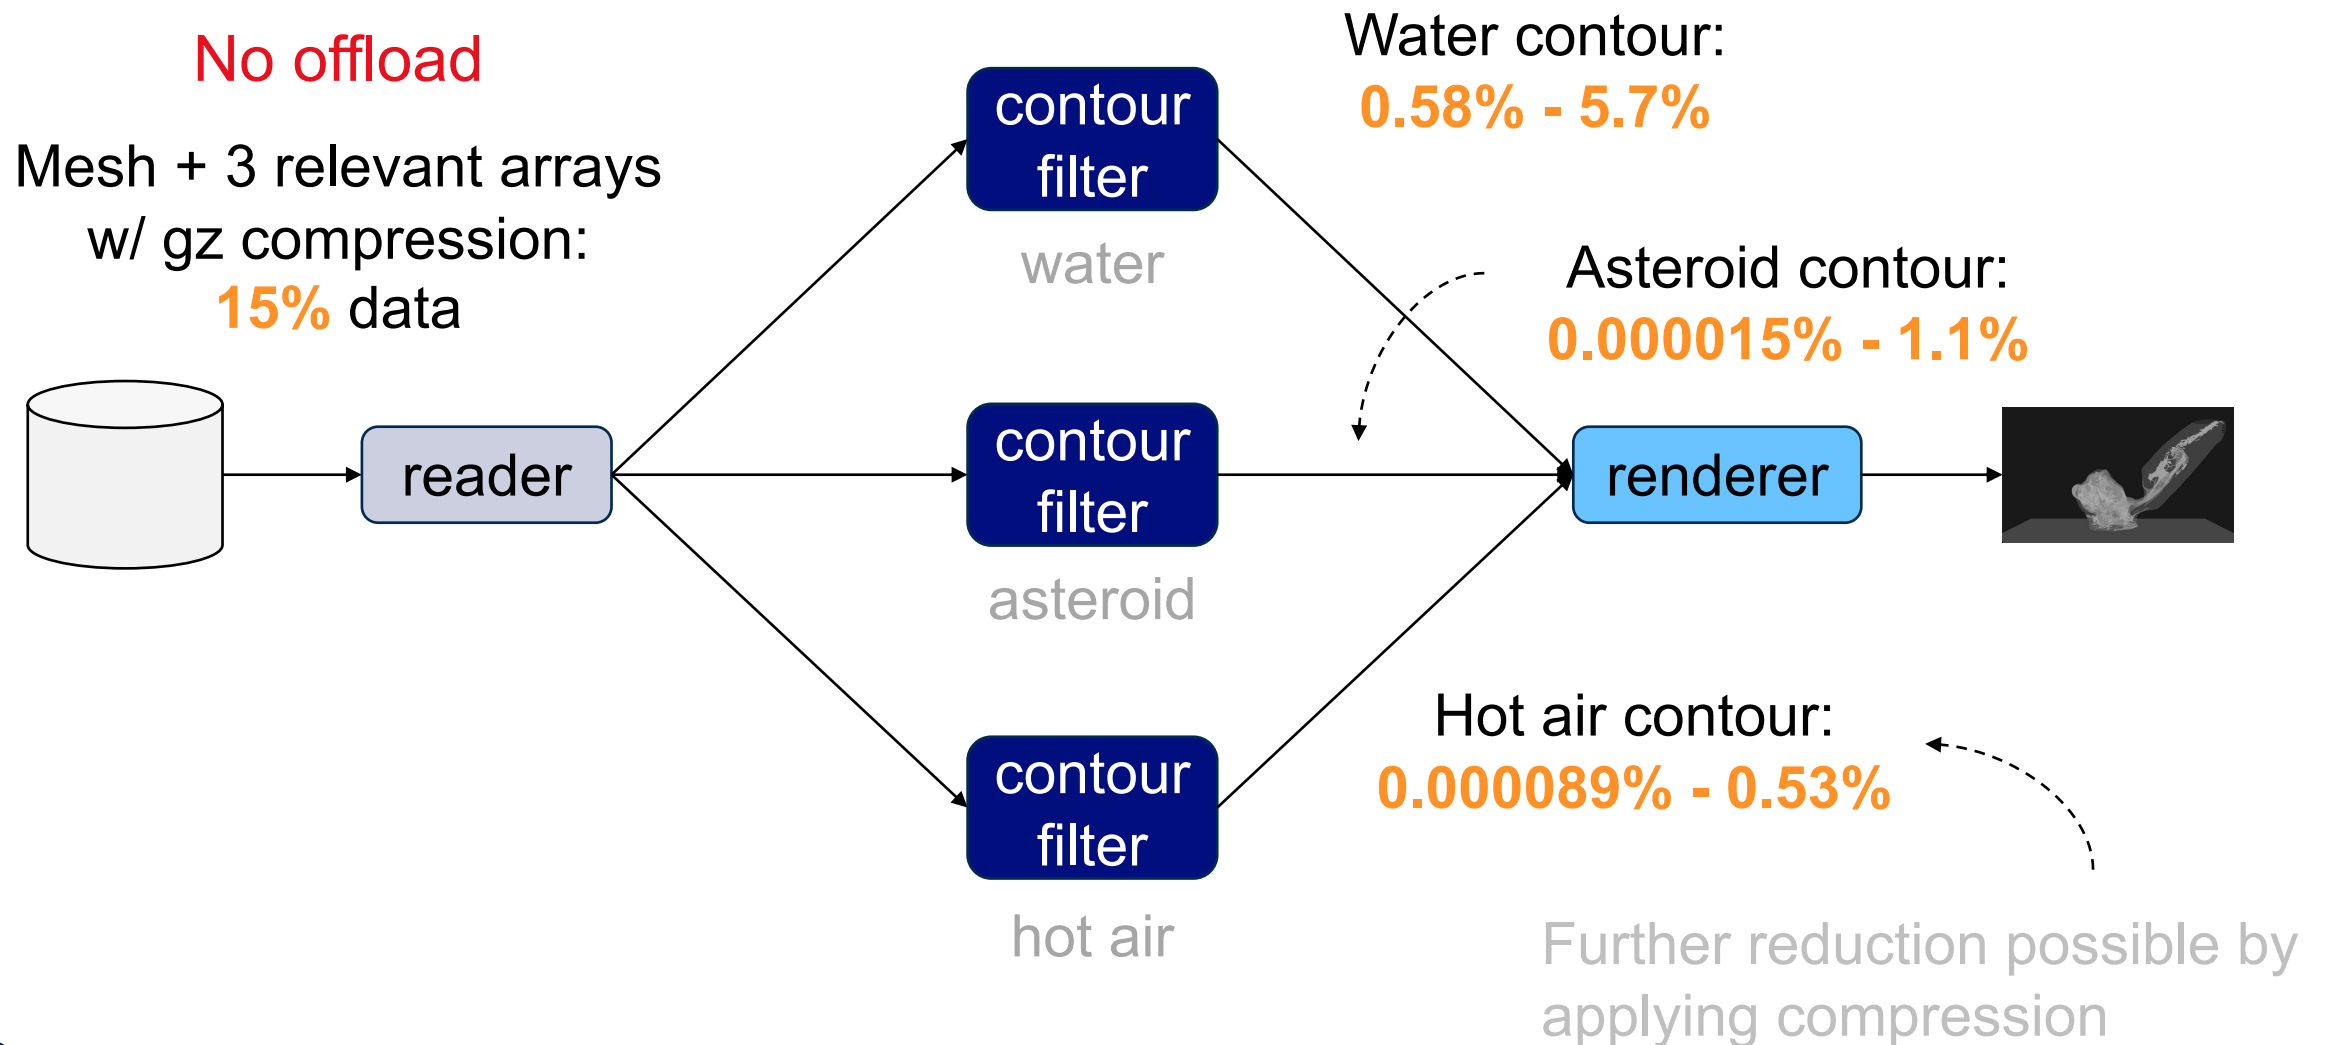 No offload
Mesh + 3 relevant arrays
w/ gz compression:
15% data
reader
contour
filter
water
contour
filter
asteroid
contour
filter
hot air
Water contour:
0.58% - 5.7%
Asteroid contour:
0.000015% - 1.1%
renderer
Hot air contour:
0.000089% - 0.53%
Further reduction possible by
applying compression